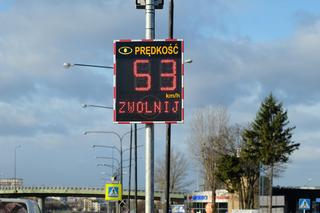 PRĘDKOŚĆ
53
km/h
ZWOLNIJ